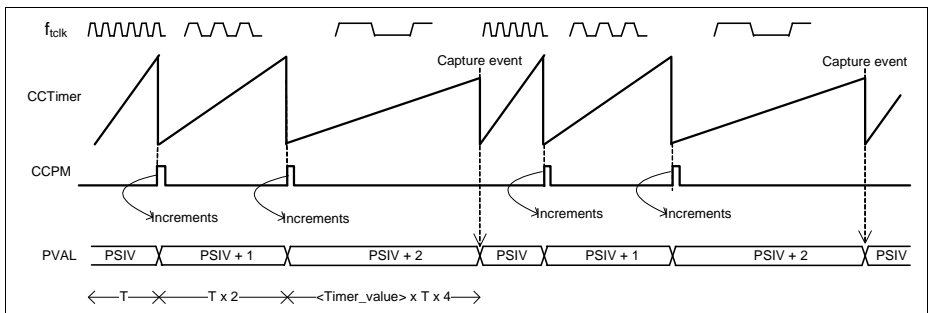 f_tclk
Capture event Capture event
CCTimer
CCPM
Increments Increments Increments Increments
PVAL PSIV PSIV + 1 PSIV + 2 PSIV PSIV + 1 PSIV + 2 PSIV
T T x 2 <Timer_value> x T x 4